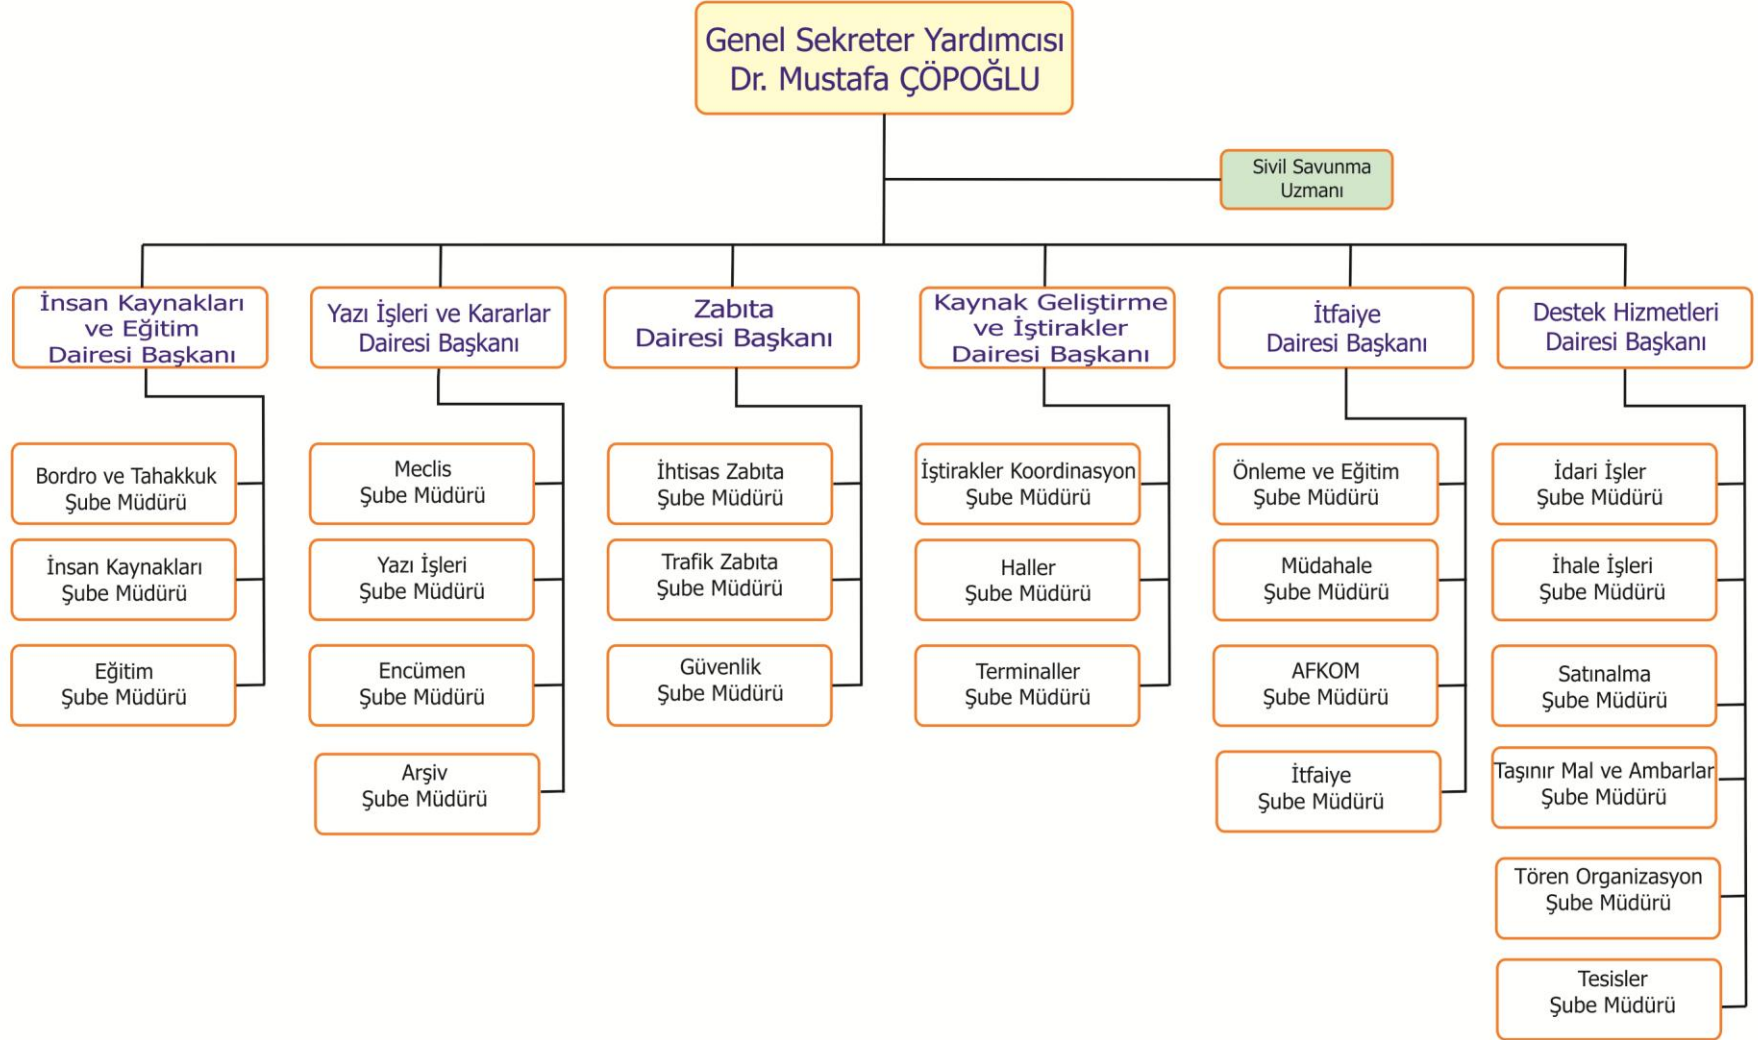 Genel Sekreter Yardımcısı
Dr. Mustafa ÇÖPOĞLU
Sivil Savunma
Uzmanı
İnsan Kaynakları
ve Eğitim
Dairesi Başkanı
Yazı İşleri ve Kararlar
Dairesi Başkanı
Zabıta
Dairesi Başkanı
Kaynak Geliştirme
ve İştirakler
Dairesi Başkanı
İtfaiye
Dairesi Başkanı
Destek Hizmetleri
Dairesi Başkanı
Bordro ve Tahakkuk
Şube Müdürü
Meclis
Şube Müdürü
İhtisas Zabıta
Şube Müdürü
İştirakler Koordinasyon
Şube Müdürü
Önleme ve Eğitim
Şube Müdürü
İdari İşler
Şube Müdürü
İnsan Kaynakları
Şube Müdürü
Yazı İşleri
Şube Müdürü
Trafik Zabıta
Şube Müdürü
Haller
Şube Müdürü
Müdahale
Şube Müdürü
İhale İşleri
Şube Müdürü
Eğitim
Şube Müdürü
Encümen
Şube Müdürü
Güvenlik
Şube Müdürü
Terminaller
Şube Müdürü
AFKOM
Şube Müdürü
Satınalma
Şube Müdürü
Arşiv
Şube Müdürü
İtfaiye
Şube Müdürü
Taşınır Mal ve Ambarlar
Şube Müdürü
Tören Organizasyon
Şube Müdürü
Tesisler
Şube Müdürü